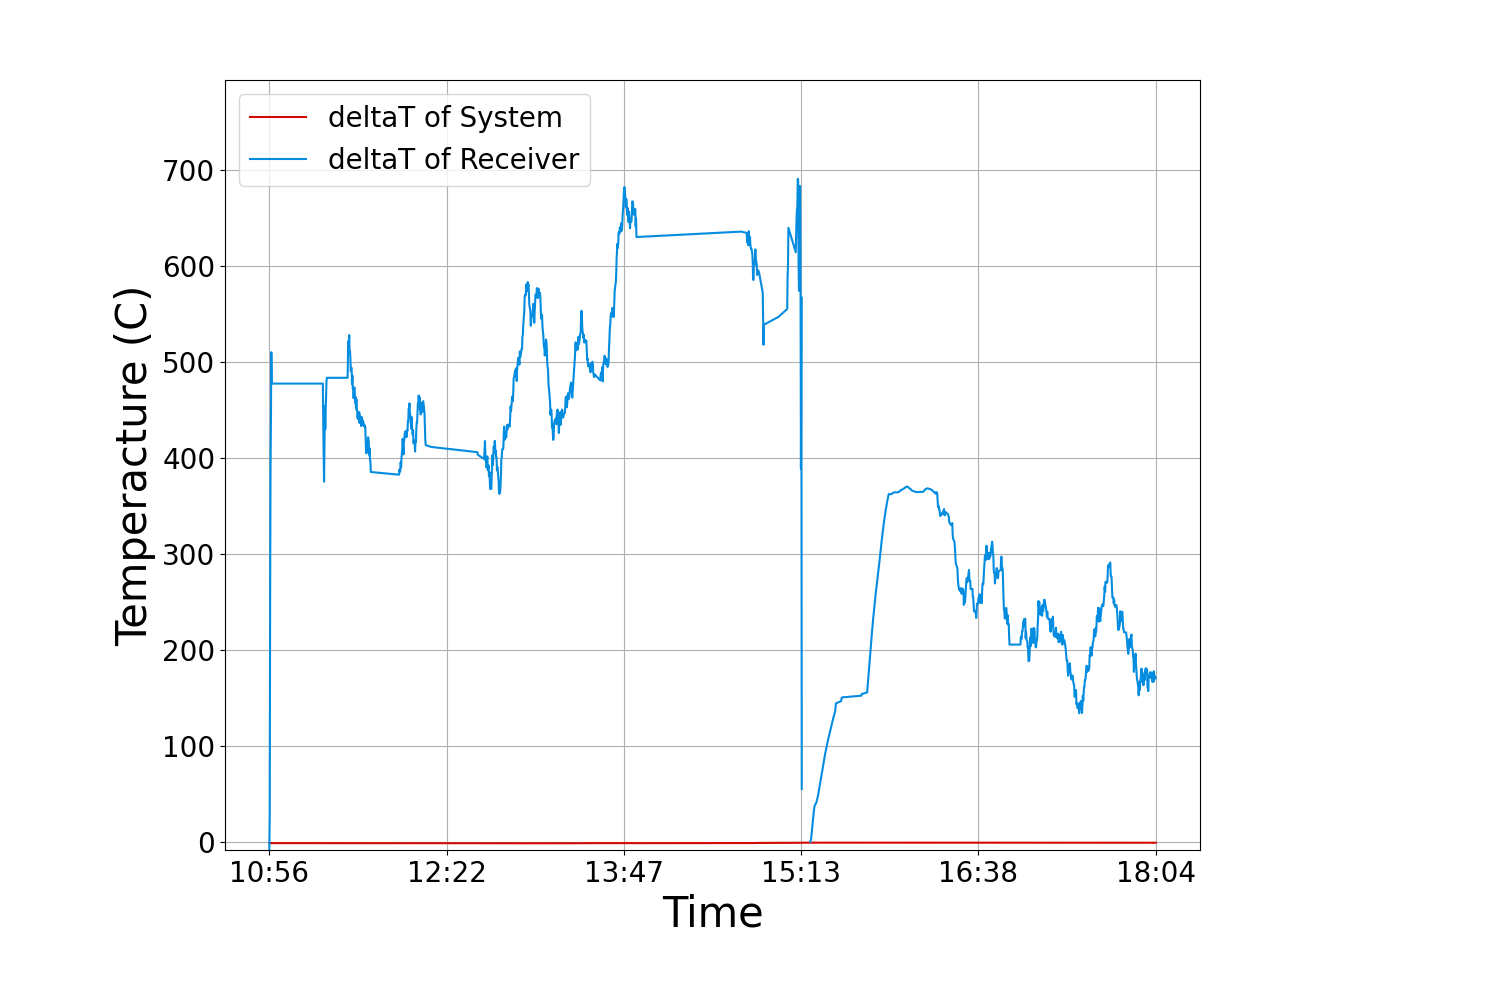 deltaT of System
deltaT of Receiver
700
600
500
400
300
200
100
0
Temperacture (C)
10:56 12:22 13:47 15:13 16:38 18:04
Time